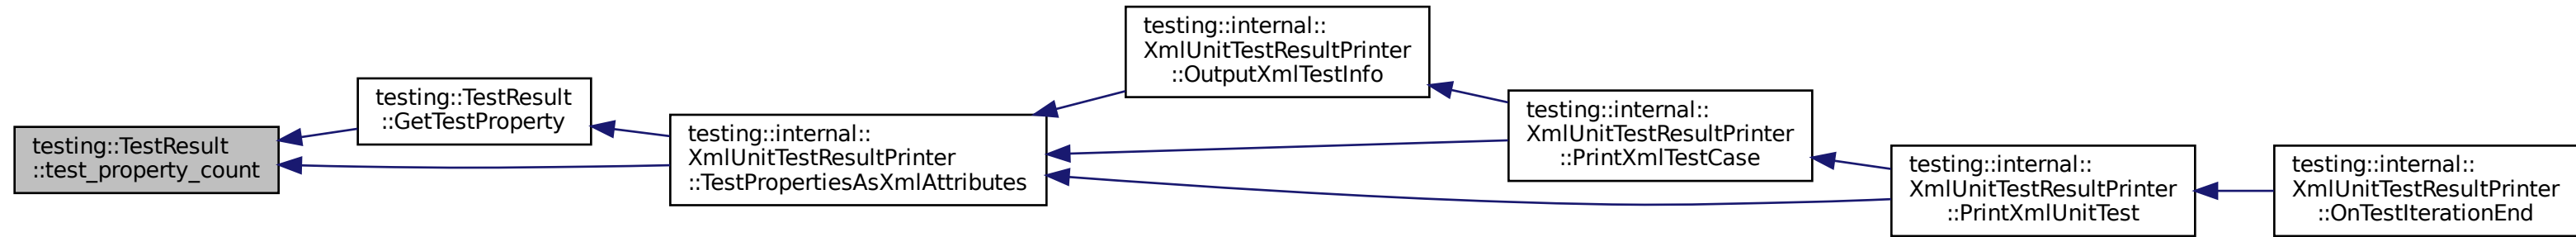 testing::TestResult
::test_property_count
testing::TestResult
::GetTestProperty
testing::internal::
XmlUnitTestResultPrinter
::TestPropertiesAsXmlAttributes
testing::internal::
XmlUnitTestResultPrinter
::OutputXmlTestInfo
testing::internal::
XmlUnitTestResultPrinter
::PrintXmlTestCase
testing::internal::
XmlUnitTestResultPrinter
::PrintXmlUnitTest
testing::internal::
XmlUnitTestResultPrinter
::OnTestIterationEnd